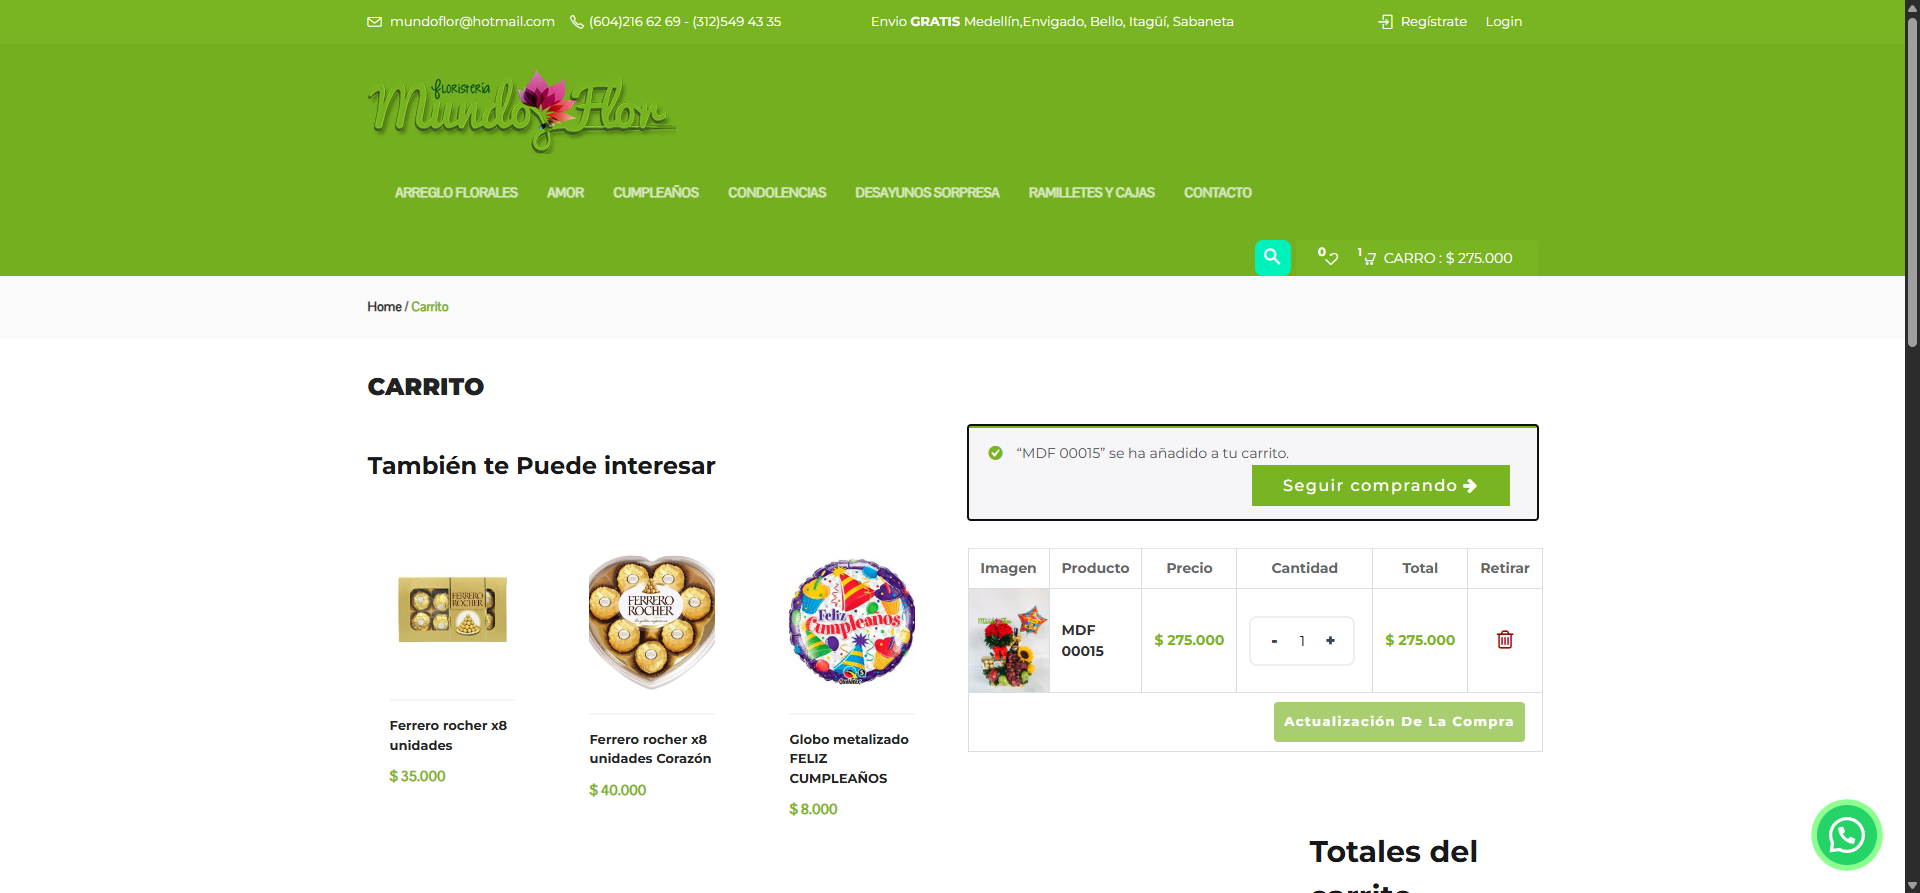 mundoflor@hotmail.com (604)216 62 69 - (312)549 43 35 Envio GRATIS Medellín,Envigado, Bello, Itagüí, Sabaneta Regístrate Login
floristeria
Mundo Flor
ARREGLO FLORALES AMOR CUMPLEAÑOS CONDOLENCIAS DESAYUNOS SORPRESA RAMILLETES Y CAJAS CONTACTO
0 1 CARRO : $ 275.000
Home / Carrito
CARRITO
También te Puede interesar
FERRERO
ROCHER
Ferrero rocher x8
unidades
$ 35.000
FERRERO
ROCHER
Ferrero rocher x8
unidades Corazón
$ 40.000
Feliz
Cumpleaños
Globo metalizado
FELIZ
CUMPLEAÑOS
$ 8.000
“MDF 00015” se ha añadido a tu carrito.
Seguir comprando
Imagen Producto Precio Cantidad Total Retirar
MDF
00015
$ 275.000 - 1 + $ 275.000
Actualización De La Compra
Totales del
carrito